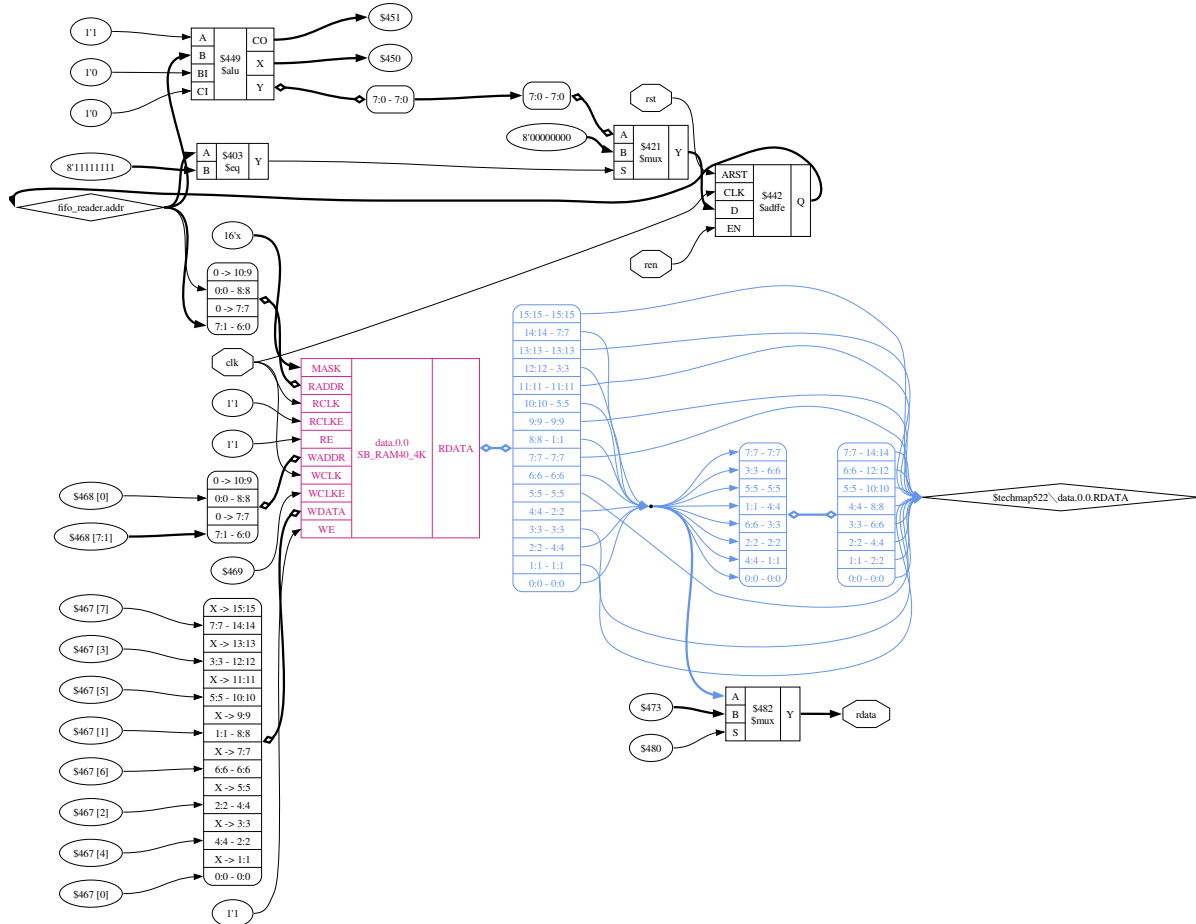 1'1
1'0
1'0
A
B
BI
CI
$449
$alu
CO
X
Y
$451
$450
7:0 - 7:0
7:0 - 7:0
8'00000000
rst
A
B
S
$421
$mux
Y
8'11111111
A
B
$403
$eq
Y
fifo_reader.addr
ARST
CLK
D
EN
$442
$adffe
Q
ren
16'x
0 -> 10:9
0:0 - 8:8
0 -> 7:7
7:1 - 6:0
clk
1'1
1'1
$468 [0]
$468 [7:1]
0 -> 10:9
0:0 - 8:8
0 -> 7:7
7:1 - 6:0
$469
MASK
RADDR
RCLK
RCLKE
RE
WADDR
WCLK
WCLKE
WDATA
WE
data.0.0
SB_RAM40_4K
RDATA
15:15 - 15:15
14:14 - 7:7
13:13 - 13:13
12:12 - 3:3
11:11 - 11:11
10:10 - 5:5
9:9 - 9:9
8:8 - 1:1
7:7 - 7:7
6:6 - 6:6
5:5 - 5:5
4:4 - 2:2
3:3 - 3:3
2:2 - 4:4
1:1 - 1:1
0:0 - 0:0
7:7 - 7:7
3:3 - 6:6
5:5 - 5:5
1:1 - 4:4
6:6 - 3:3
2:2 - 2:2
4:4 - 1:1
0:0 - 0:0
7:7 - 14:14
6:6 - 12:12
5:5 - 10:10
4:4 - 8:8
3:3 - 6:6
2:2 - 4:4
1:1 - 2:2
0:0 - 0:0
$techmap522\data.0.0.RDATA
$467 [7]
$467 [3]
$467 [5]
$467 [1]
$467 [6]
$467 [2]
$467 [4]
$467 [0]
X -> 15:15
7:7 - 14:14
X -> 13:13
3:3 - 12:12
X -> 11:11
5:5 - 10:10
X -> 9:9
1:1 - 8:8
X -> 7:7
6:6 - 6:6
X -> 5:5
2:2 - 4:4
X -> 3:3
4:4 - 2:2
X -> 1:1
0:0 - 0:0
1'1
$473
$480
A
B
S
$482
$mux
Y
rdata